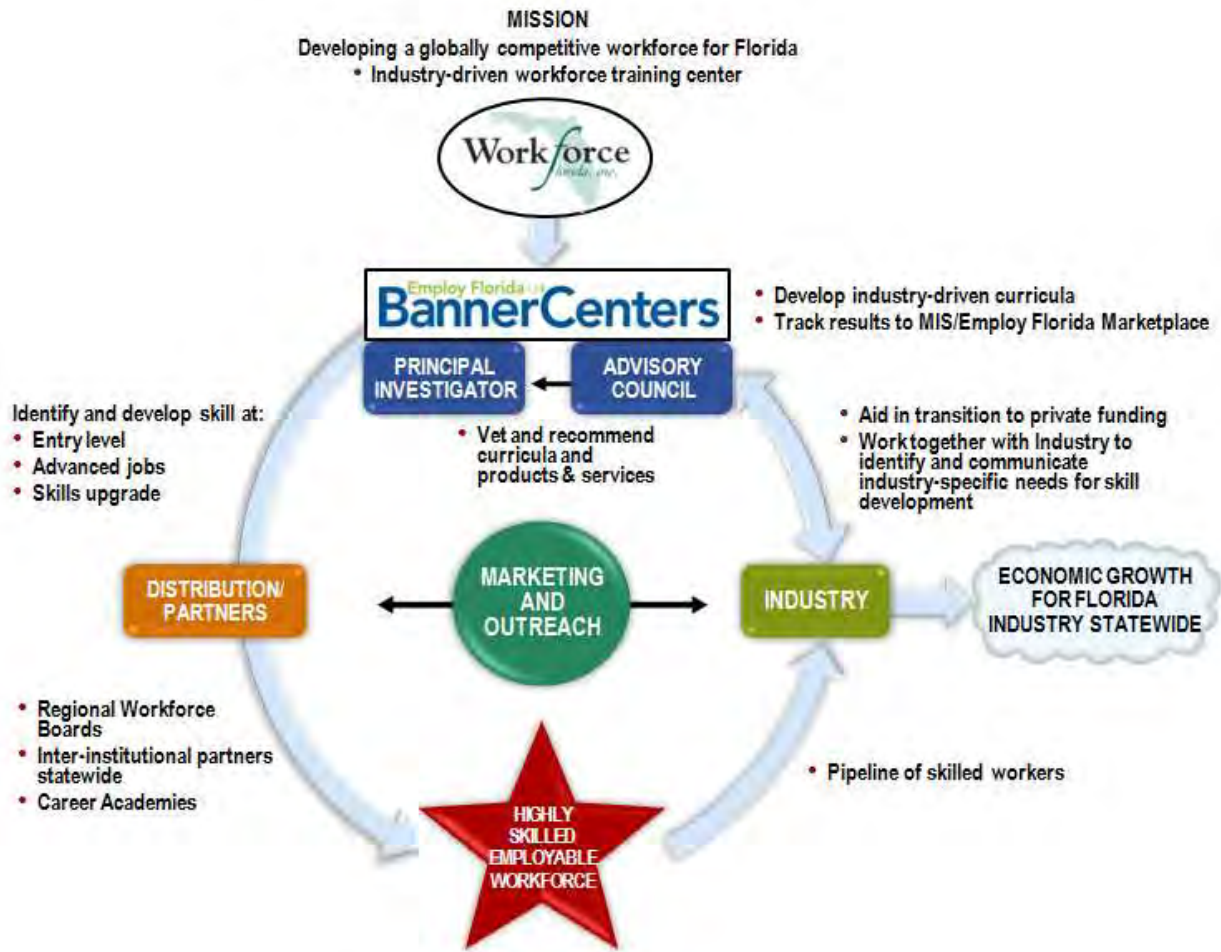 MISSION
Developing a globally competitive workforce for Florida
• Industry-driven workforce training center
Workforce
florida, inc.
Employ Florida
BannerCenters
• Develop industry-driven curricula
• Track results to MIS/Employ Florida Marketplace
PRINCIPAL
INVESTIGATOR
ADVISORY
COUNCIL
• Vet and recommend
curricula and
products & services
Identify and develop skill at:
• Entry level
• Advanced jobs
• Skills upgrade
• Aid in transition to private funding
• Work together with Industry to
identify and communicate
industry-specific needs for skill
development
DISTRIBUTION/
PARTNERS
MARKETING
AND
OUTREACH
INDUSTRY
ECONOMIC GROWTH
FOR FLORIDA
INDUSTRY STATEWIDE
• Regional Workforce
Boards
• Inter-institutional partners
statewide
• Career Academies
• Pipeline of skilled workers
HIGHLY
SKILLED
EMPLOYABLE
WORKFORCE